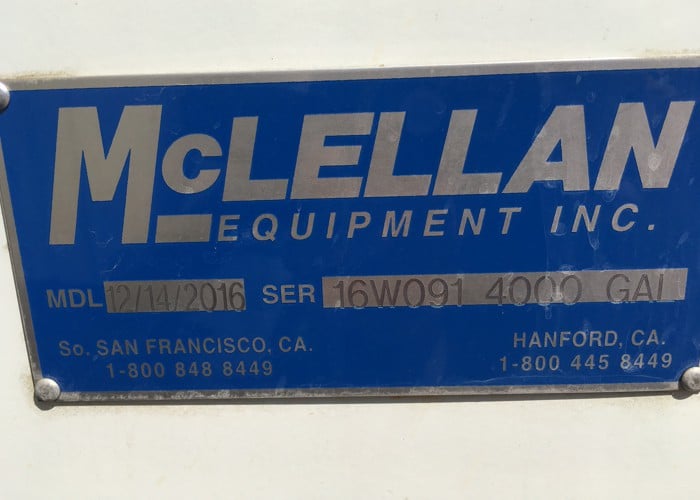 McLELLAN
EQUIPMENT INC.
MDL 12/14/2016 SER 16W091 4000 GAL
So. SAN FRANCISCO, CA. HANFORD, CA.
1-800 848 8449 1-800 445 8449